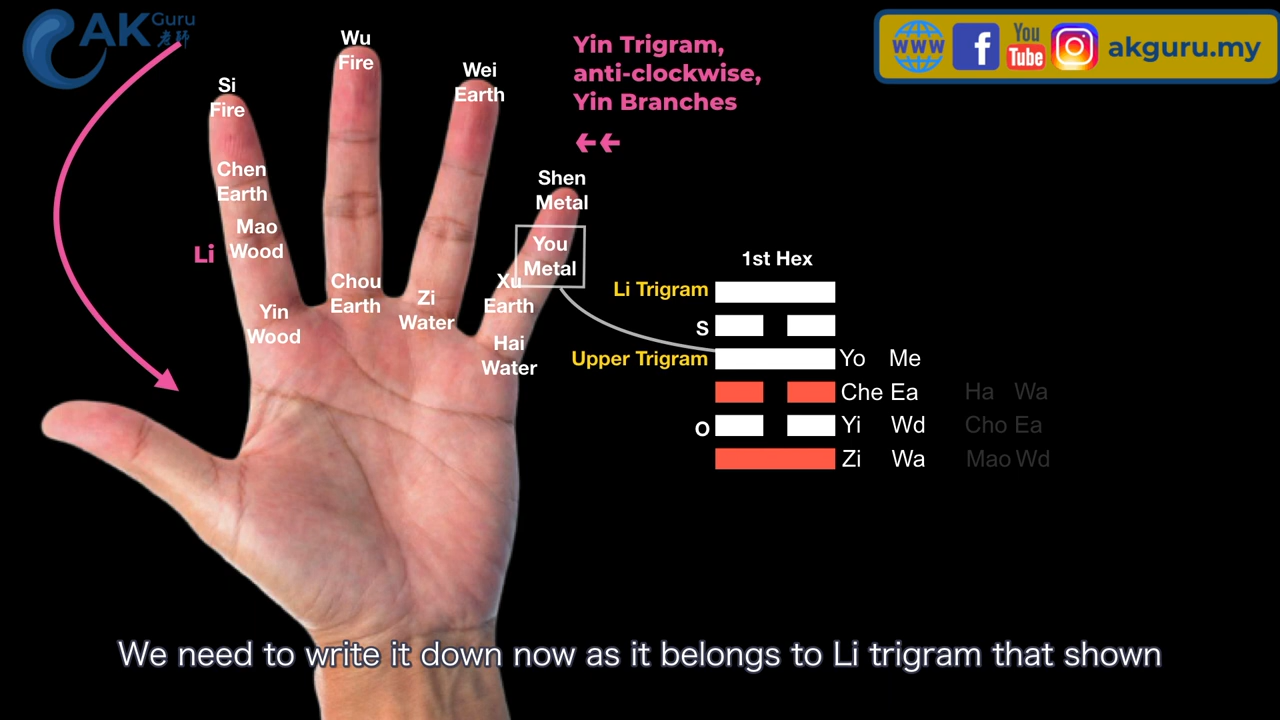 AK Guru
老師
WWW
f
You
Tube
akguru.my
Yin Trigram,
anti-clockwise,
Yin Branches
Wu
Fire
Wei
Earth
Si
Fire
Shen
Metal
Chen
Earth
Mao
Wood
Li
You
Metal
Xu
Earth
Chou
Earth
Zi
Water
Yin
Wood
Hai
Water
1st Hex
Li Trigram
S
Upper Trigram Yo Me
Che Ea Ha Wa
O Yi Wd Cho Ea
Zi Wa Mao Wd
We need to write it down now as it belongs to Li trigram that shown